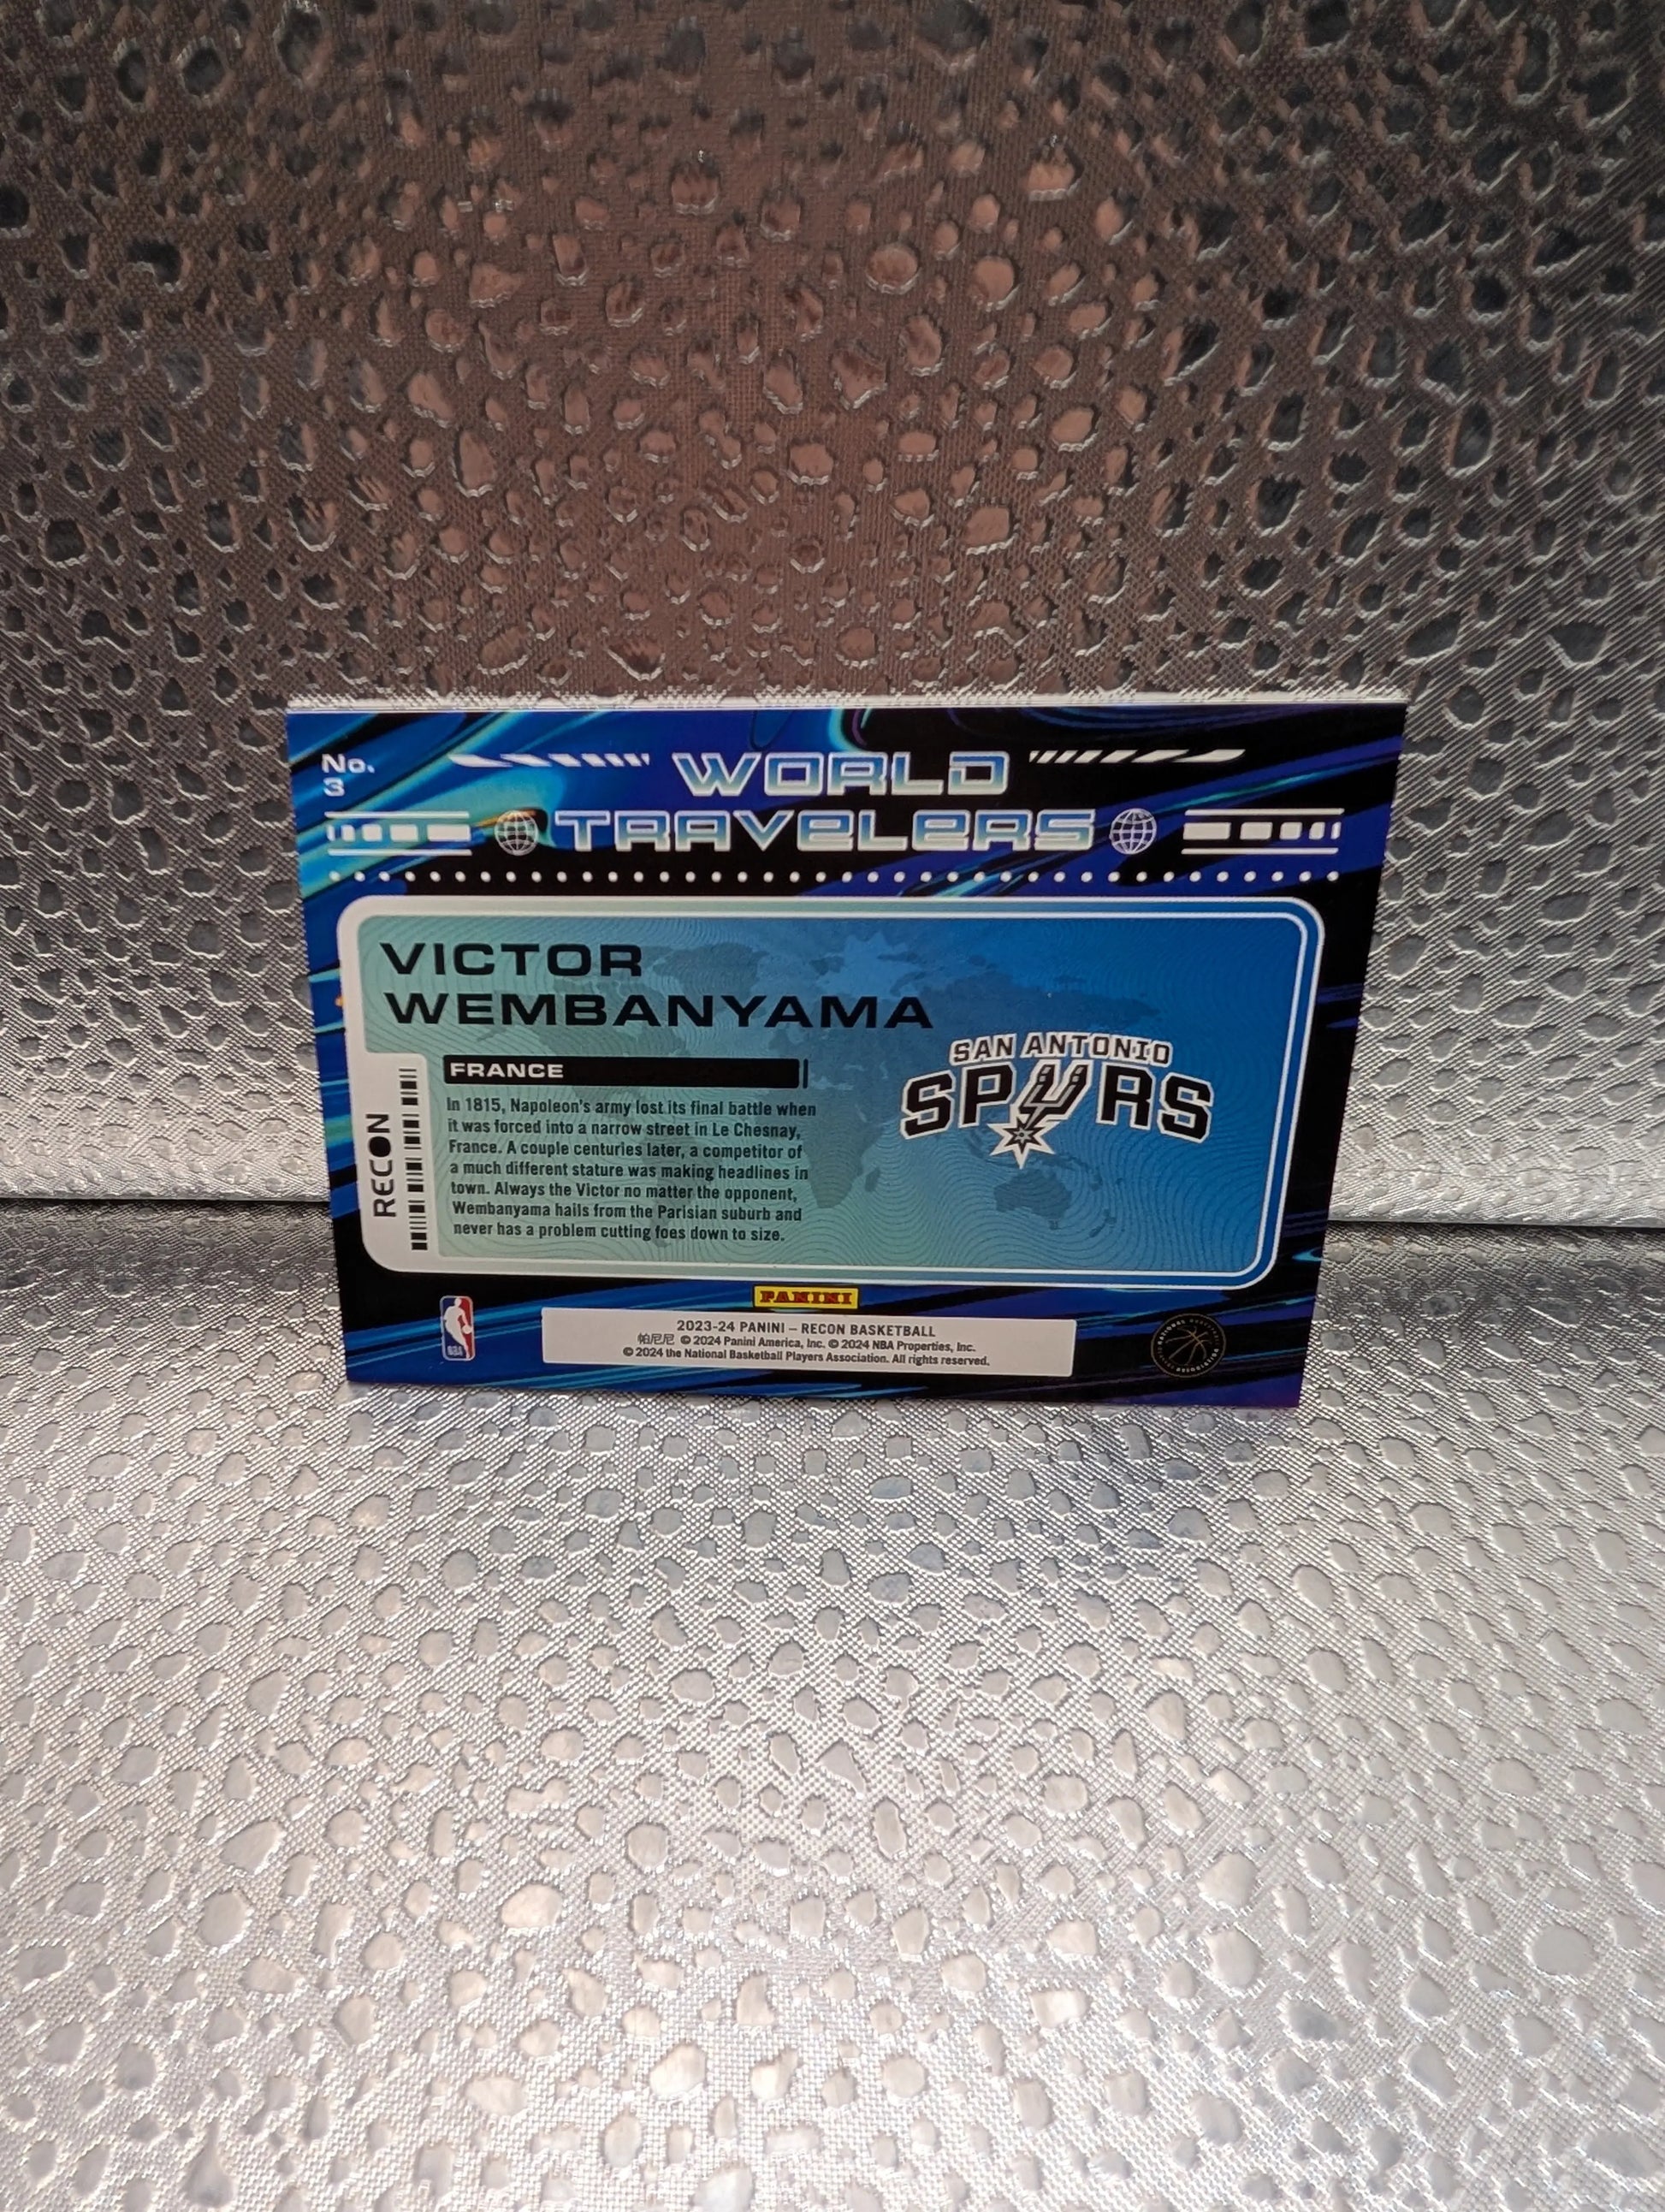 No.
3
WORLD
TRAVELERS
VICTOR
WEMBANYAMA
FRANCE
In 1815, Napoleon's army lost its final battle when
it was forced into a narrow street in Le Chesnay,
France. A couple centuries later, a competitor of
a much different stature was making headlines in
town. Always the Victor no matter the opponent,
Wembanyama hails from the Parisian suburb and
never has a problem cutting foes down to size.
RECON
SAN ANTONIO
SPURS
PANINI
NBA
2023-24 PANINI – RECON BASKETBALL
帕尼尼 © 2024 Panini America, Inc. © 2024 NBA Properties, Inc.
© 2024 the National Basketball Players Association. All rights reserved.